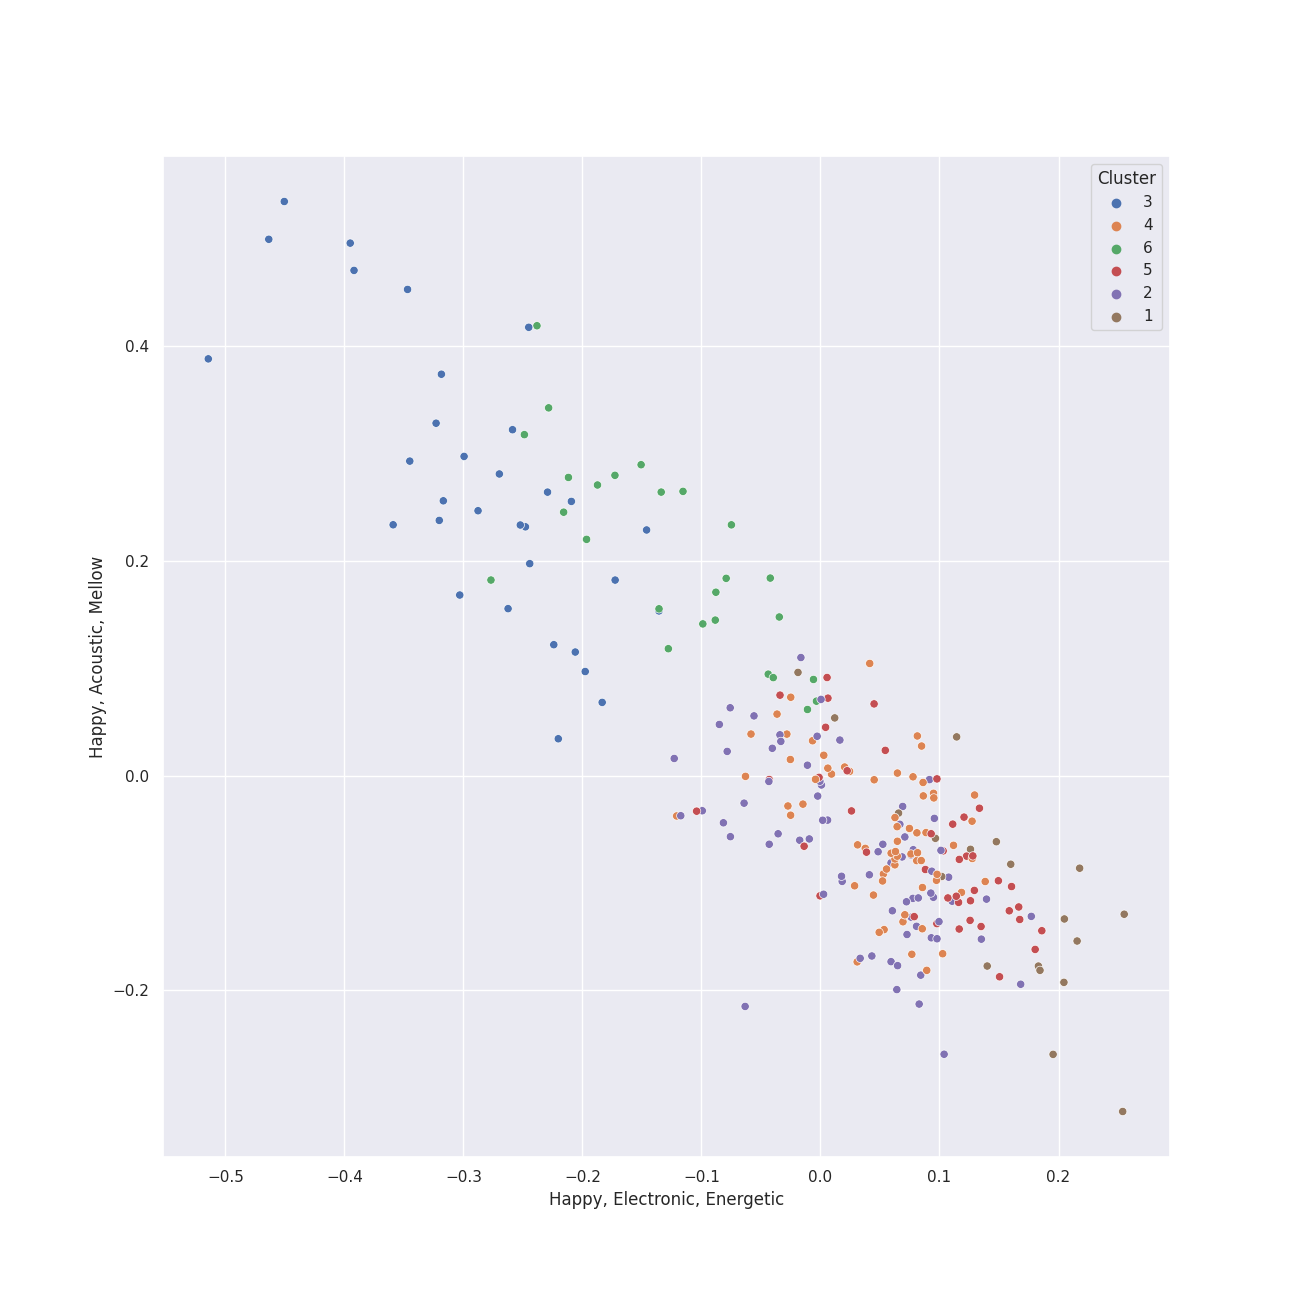 Cluster
3
4
6
5
2
1
0.4
0.2
0.0
−0.2
Happy, Acoustic, Mellow
−0.5 −0.4 −0.3 −0.2 −0.1 0.0 0.1 0.2
Happy, Electronic, Energetic